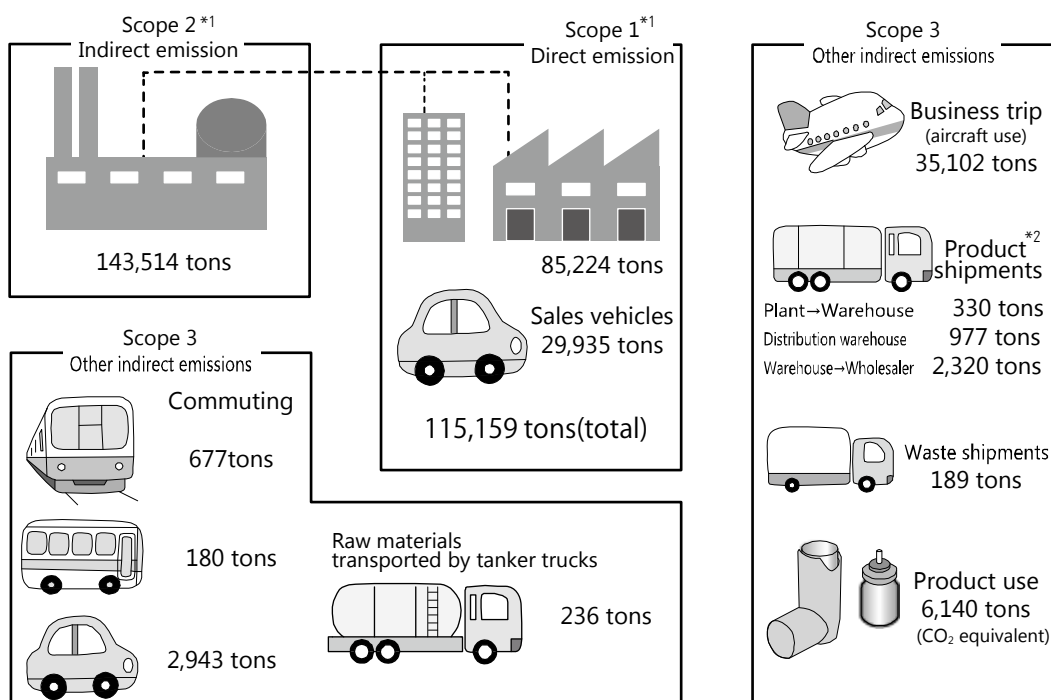 Scope 2 *1
Indirect emission
143,514 tons
Scope 1*1
Direct emission
85,224 tons
Sales vehicles
29,935 tons
115,159 tons(total)
Scope 3
Other indirect emissions
Commuting
677tons
180 tons
2,943 tons
Raw materials
transported by tanker trucks
236 tons
Scope 3
Other indirect emissions
Business trip
(aircraft use)
35,102 tons
Product*2
shipments
Plant→Warehouse 330 tons
Distribution warehouse 977 tons
Warehouse→Wholesaler 2,320 tons
Waste shipments
189 tons
Product use
6,140 tons
(CO₂ equivalent)